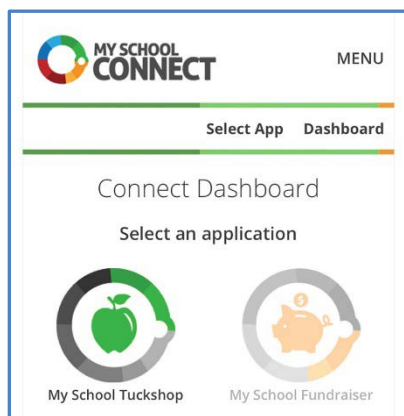 MY SCHOOL
CONNECT
MENU
Select App Dashboard
Connect Dashboard
Select an application
$
My School Tuckshop My School Fundraiser